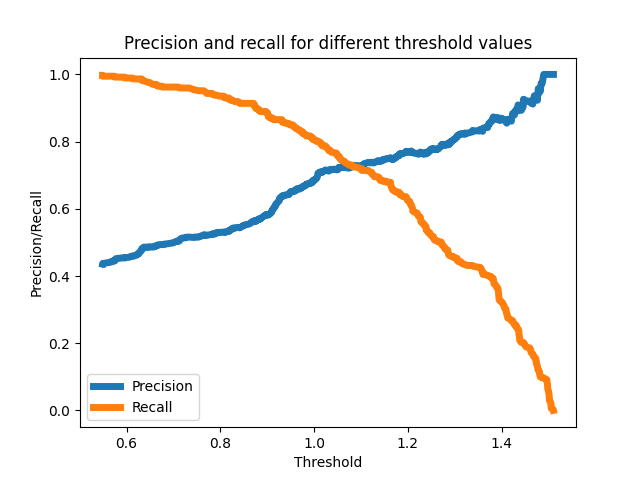 Precision and recall for different threshold values
1.0
0.8
0.6
0.4
0.2
0.0
Precision/Recall
Precision
Recall
0.6 0.8 1.0 1.2 1.4
Threshold